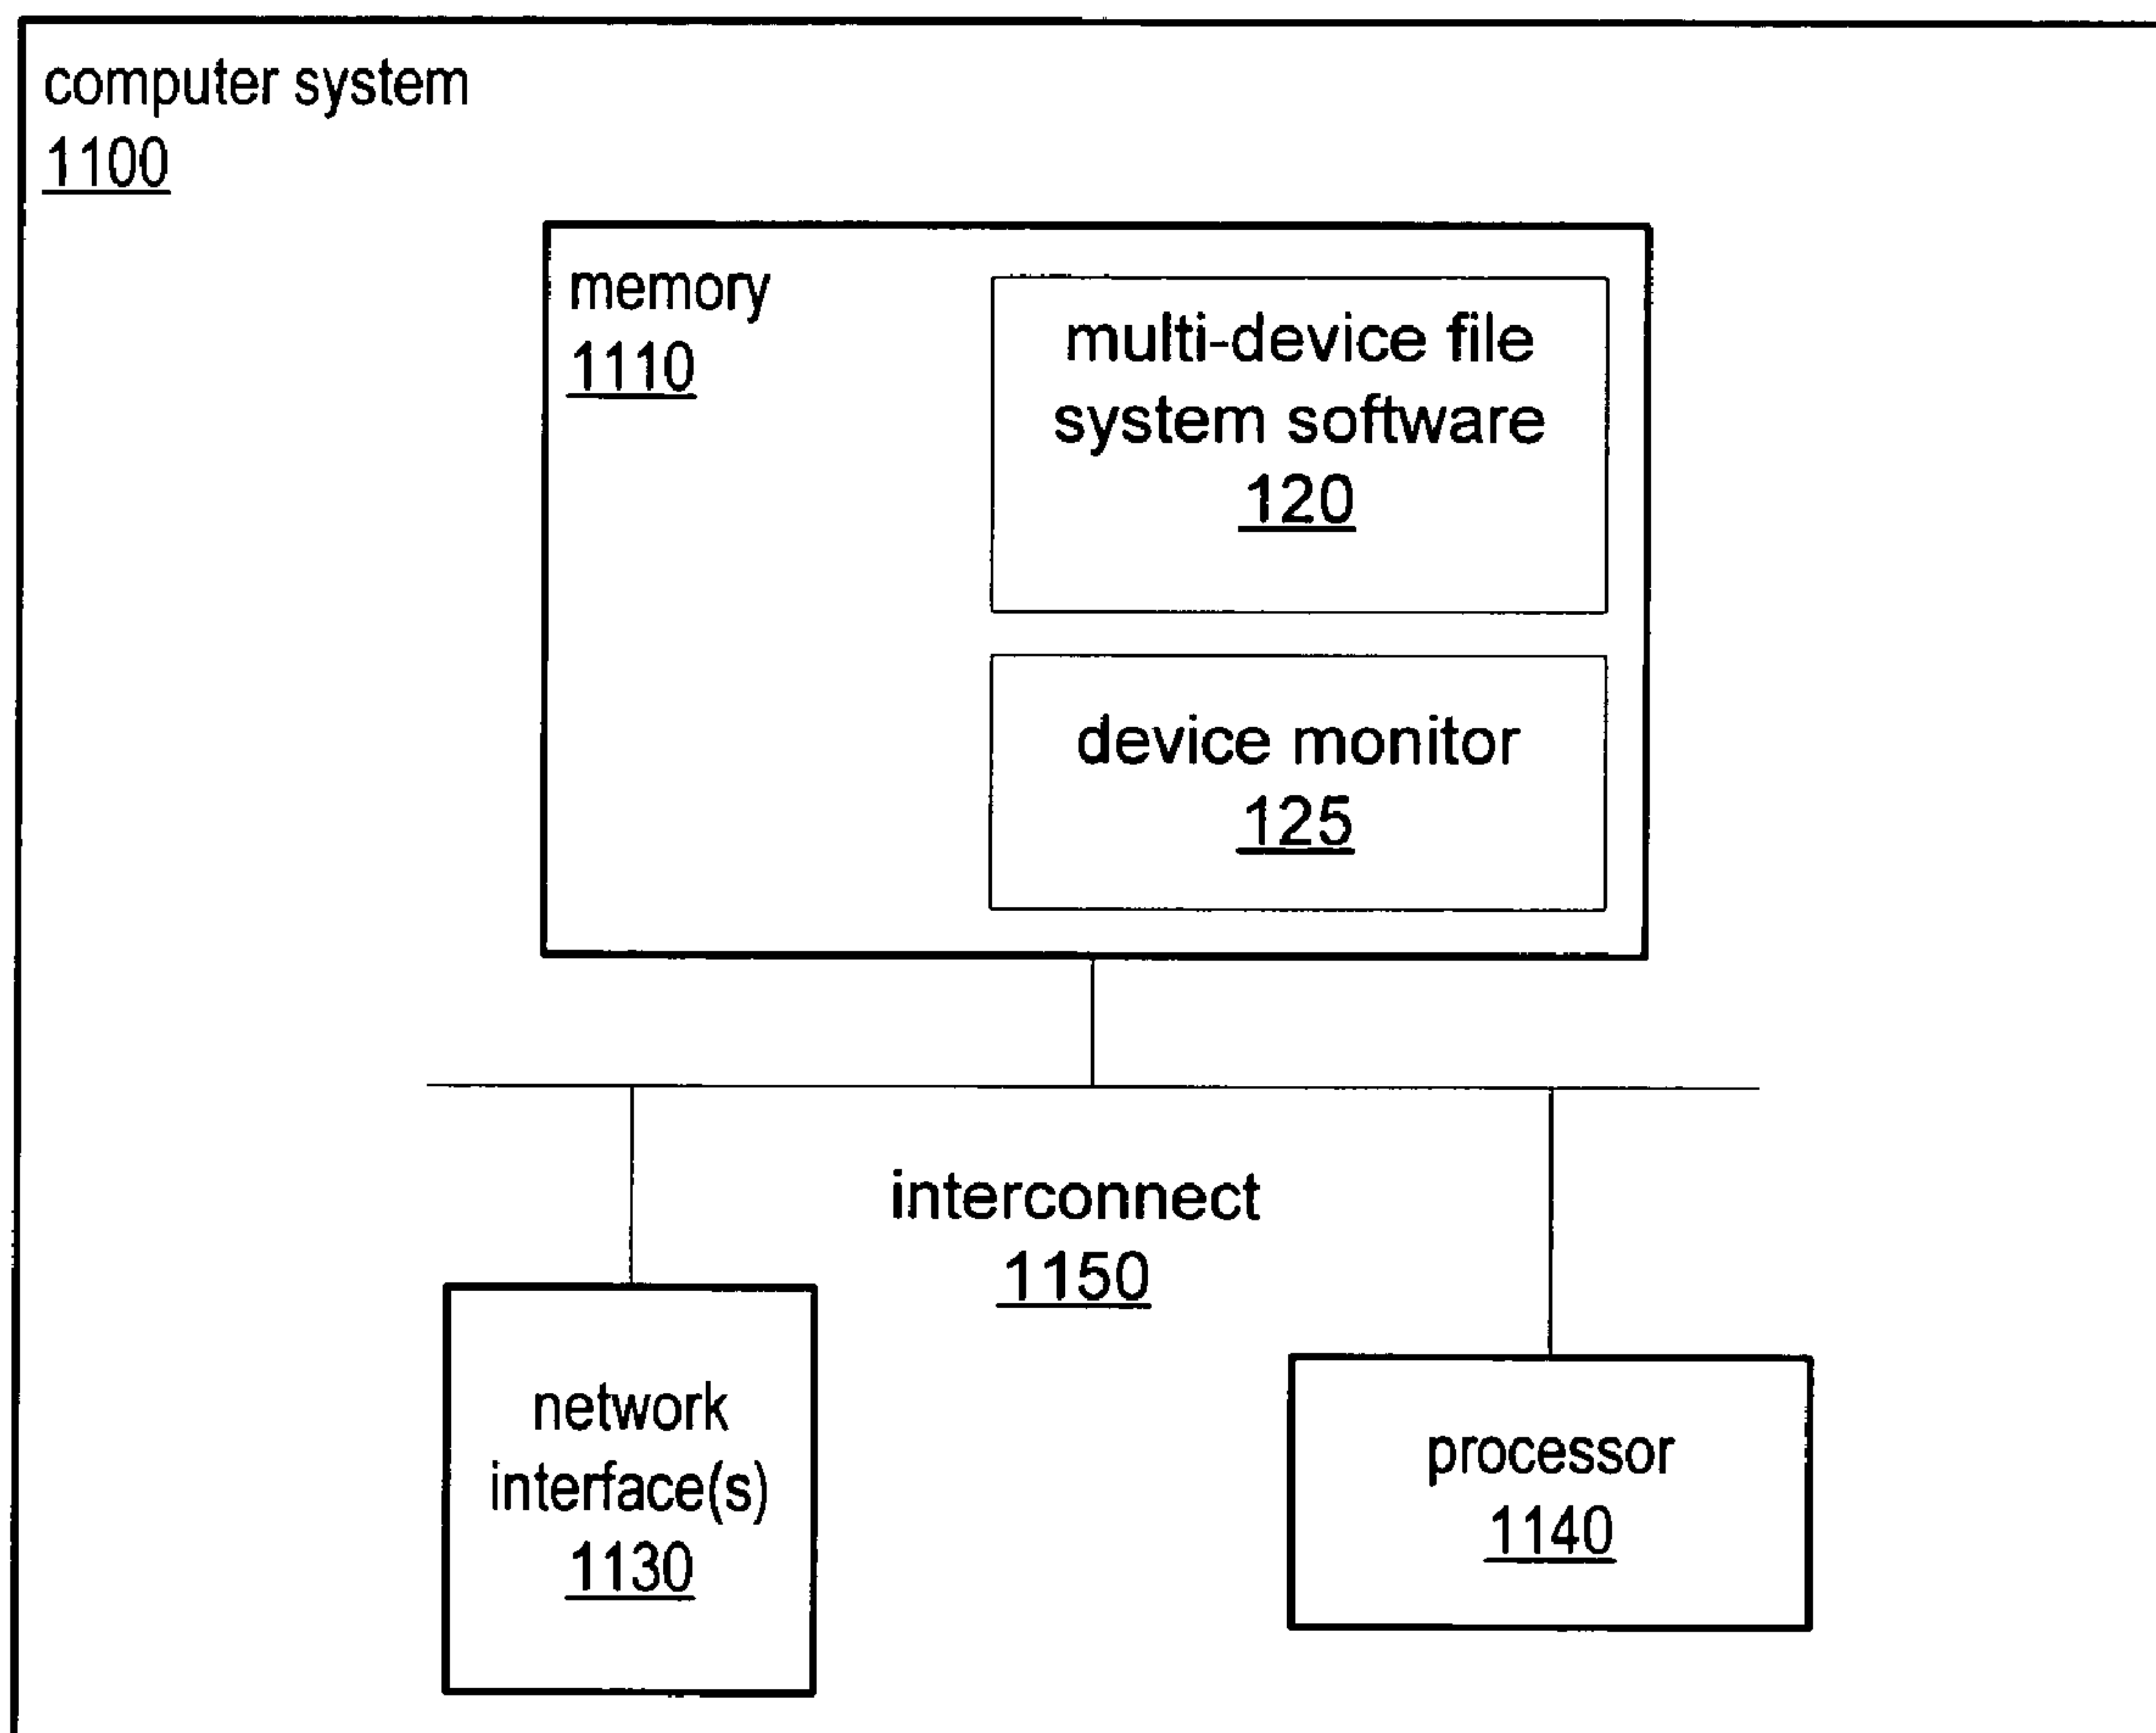 computer system
1100
memory
1110
multi-device file
system software
120
device monitor
125
interconnect
1150
network
interface(s)
1130
processor
1140